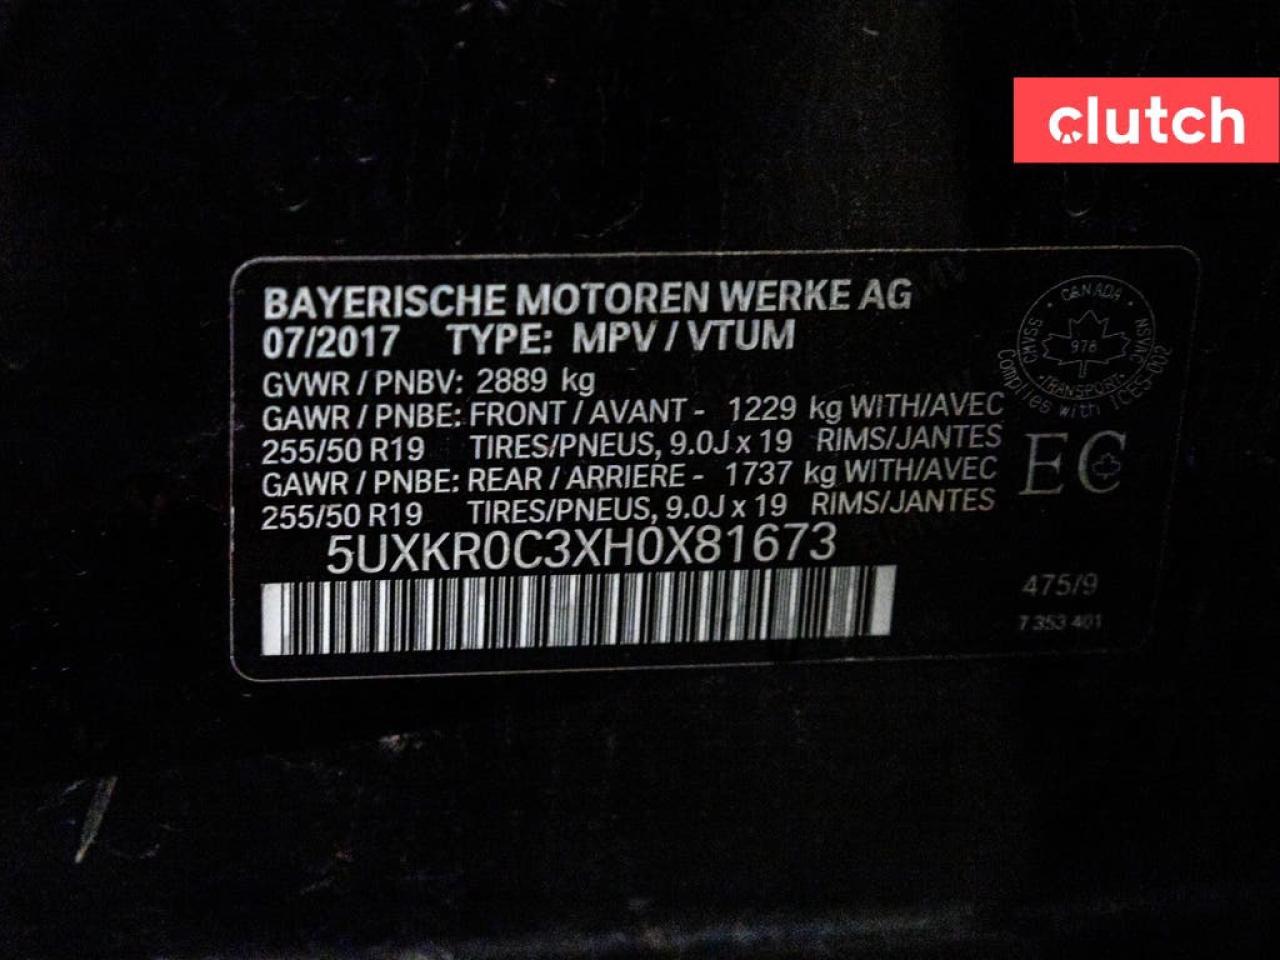 clutch
BAYERISCHE MOTOREN WERKE AG
07/2017 TYPE: MPV / VTUM
GVWR / PNBV: 2889 kg
GAWR / PNBE: FRONT / AVANT - 1229 kg WITH/AVEC
255/50 R19 TIRES/PNEUS, 9.0J x 19 RIMS/JANTES
GAWR / PNBE: REAR / ARRIERE - 1737 kg WITH/AVEC
255/50 R19 TIRES/PNEUS, 9.0J x 19 RIMS/JANTES
5UXKR0C3XH0X81673
CANADA
CMVSS
NSVAC
978
TRANSPORT
Complies with ICES-002
EC
475/9
7 353 401